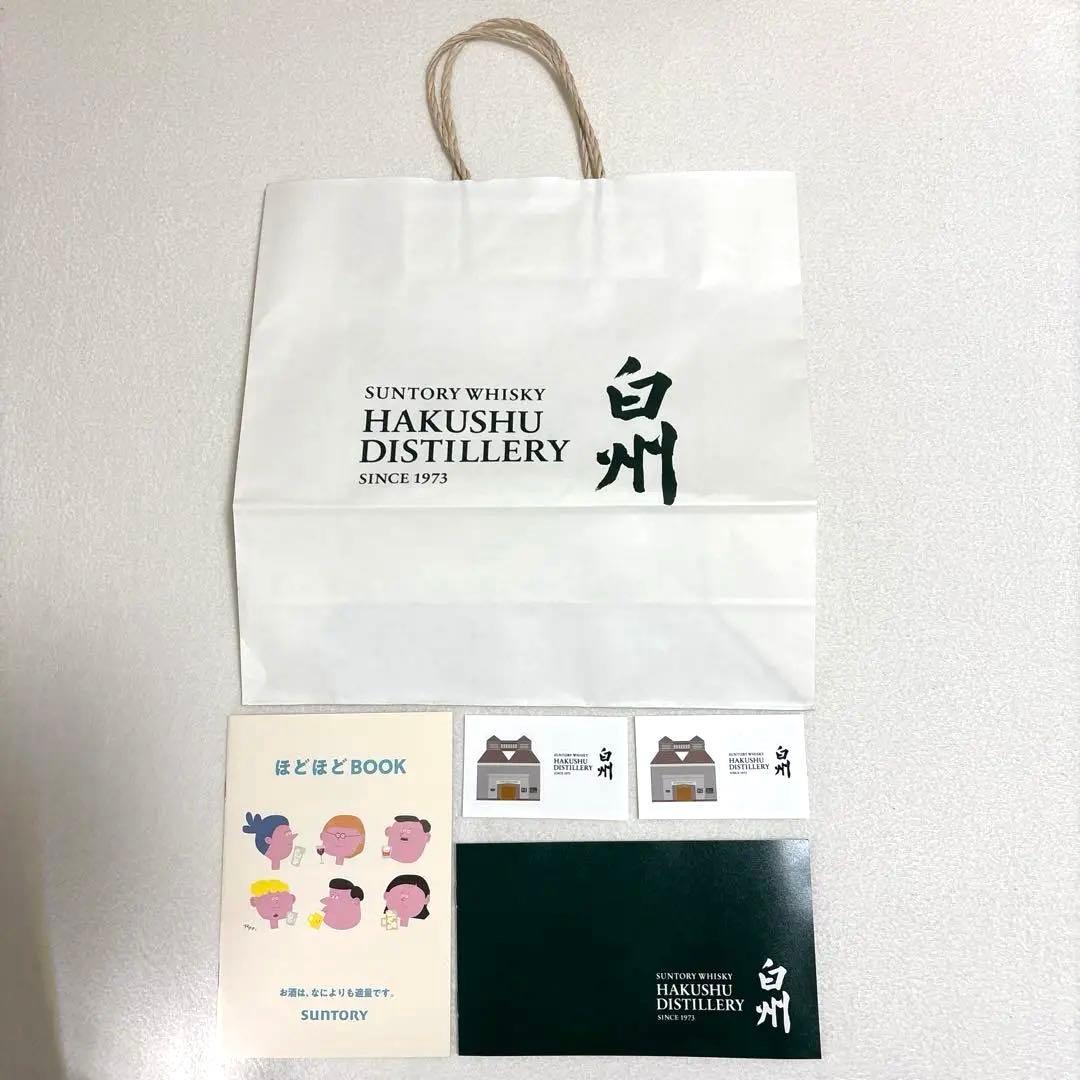 SUNTORY WHISKY
HAKUSHU
DISTILLERY
SINCE 1973
白州
ほどほどBOOK
お酒は、なによりも適量です。
SUNTORY
SUNTORY WHISKY
HAKUSHU
DISTILLERY
SINCE 1973
白州
SUNTORY WHISKY
HAKUSHU
DISTILLERY
SINCE 1973
白州
SUNTORY WHISKY
HAKUSHU
DISTILLERY
SINCE 1973
白州